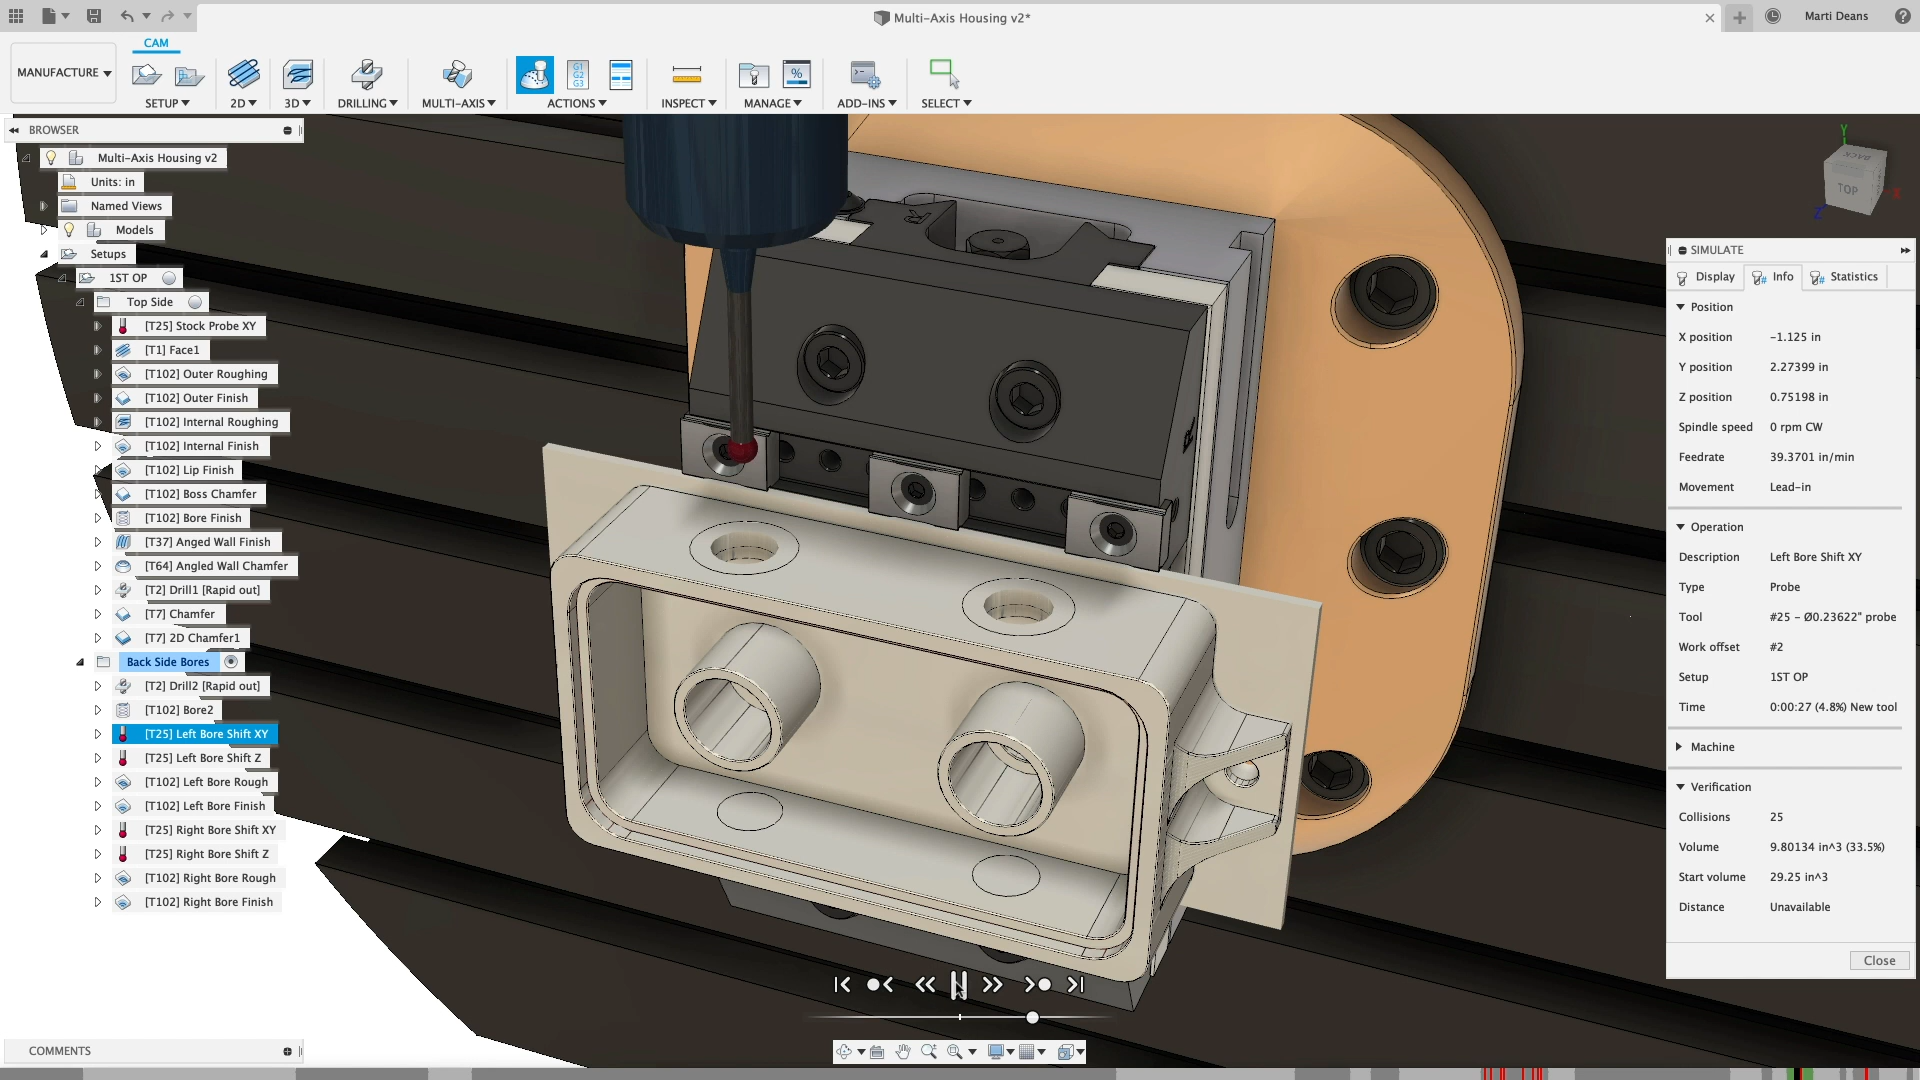 Multi-Axis Housing v2*
Marti Deans
MANUFACTURE
CAM
SETUP
2D
3D
DRILLING
MULTI-AXIS
G1
G2
G3
ACTIONS
INSPECT
%
MANAGE
ADD-INS
SELECT
BROWSER
Multi-Axis Housing v2
Units: in
Named Views
Models
Setups
1ST OP
Top Side
[T25] Stock Probe XY
[T1] Face1
[T102] Outer Roughing
[T102] Outer Finish
[T102] Internal Roughing
[T102] Internal Finish
[T102] Lip Finish
[T102] Boss Chamfer
[T102] Bore Finish
[T37] Anged Wall Finish
[T64] Angled Wall Chamfer
[T2] Drill1 [Rapid out]
[T7] Chamfer
[T7] 2D Chamfer1
Back Side Bores
[T2] Drill2 [Rapid out]
[T102] Bore2
[T25] Left Bore Shift XY
[T25] Left Bore Shift Z
[T102] Left Bore Rough
[T102] Left Bore Finish
[T25] Right Bore Shift XY
[T25] Right Bore Shift Z
[T102] Right Bore Rough
[T102] Right Bore Finish
COMMENTS
Y
BACK
TOP
X
Z
SIMULATE
Display
Info
Statistics
Position
X position -1.125 in
Y position 2.27399 in
Z position 0.75198 in
Spindle speed 0 rpm CW
Feedrate 39.3701 in/min
Movement Lead-in
Operation
Description Left Bore Shift XY
Type Probe
Tool #25 - Ø0.23622" probe
Work offset #2
Setup 1ST OP
Time 0:00:27 (4.8%) New tool
Machine
Verification
Collisions 25
Volume 9.80134 in^3 (33.5%)
Start volume 29.25 in^3
Distance Unavailable
Close